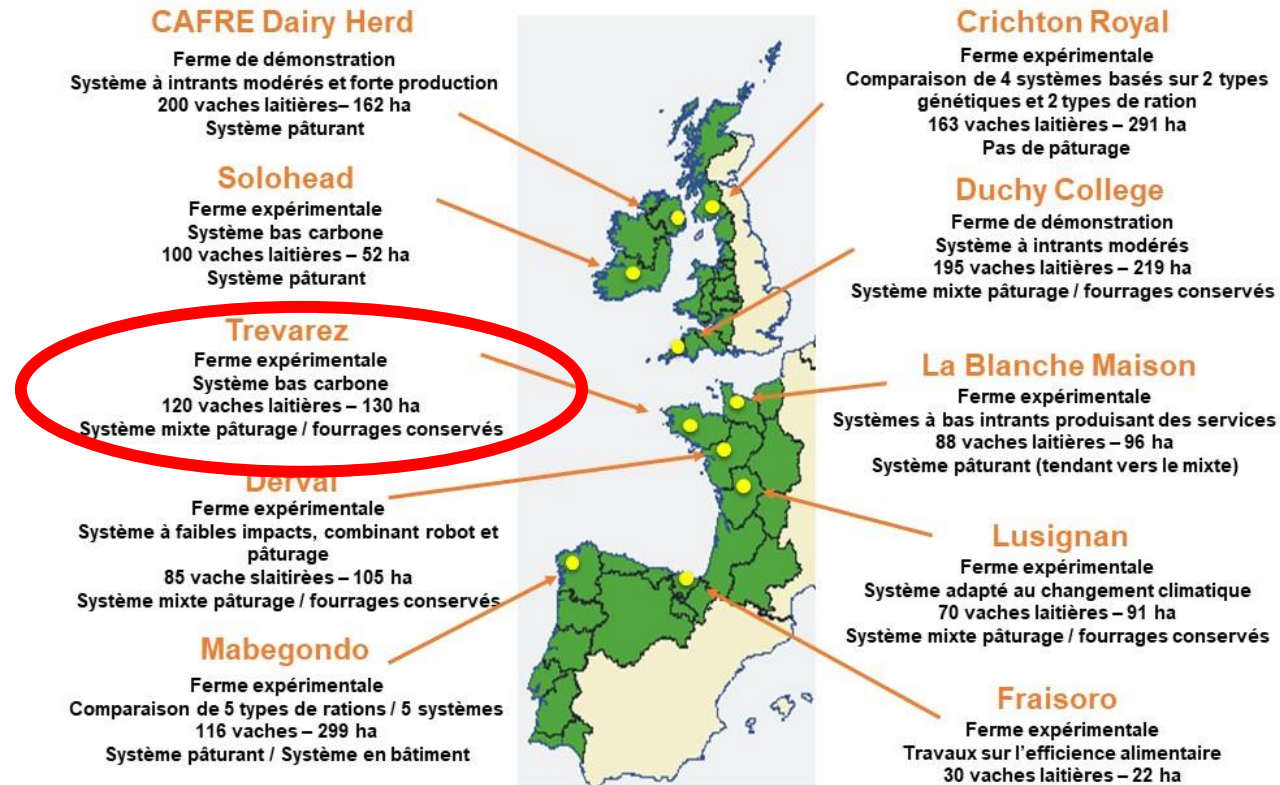 CAFRE Dairy Herd
Ferme de démonstration
Système à intrants modérés et forte production
200 vaches laitières– 162 ha
Système pâturant
Solohead
Ferme expérimentale
Système bas carbone
100 vaches laitières – 52 ha
Système pâturant
Trevarez
Ferme expérimentale
Système bas carbone
120 vaches laitières – 130 ha
Système mixte pâturage / fourrages conservés
Derval
Ferme expérimentale
Système à faibles impacts, combinant robot et
pâturage
85 vache slaitirèes – 105 ha
Système mixte pâturage / fourrages conservés
Mabegondo
Ferme expérimentale
Comparaison de 5 types de rations / 5 systèmes
116 vaches – 299 ha
Système pâturant / Système en bâtiment
Crichton Royal
Ferme expérimentale
Comparaison de 4 systèmes basés sur 2 types
génétiques et 2 types de ration
163 vaches laitières – 291 ha
Pas de pâturage
Duchy College
Ferme de démonstration
Système à intrants modérés
195 vaches laitières – 219 ha
Système mixte pâturage / fourrages conservés
La Blanche Maison
Ferme expérimentale
Systèmes à bas intrants produisant des services
88 vaches laitières – 96 ha
Système pâturant (tendant vers le mixte)
Lusignan
Ferme expérimentale
Système adapté au changement climatique
70 vaches laitières – 91 ha
Système mixte pâturage / fourrages conservés
Fraisoro
Ferme expérimentale
Travaux sur l'efficience alimentaire
30 vaches laitières – 22 ha